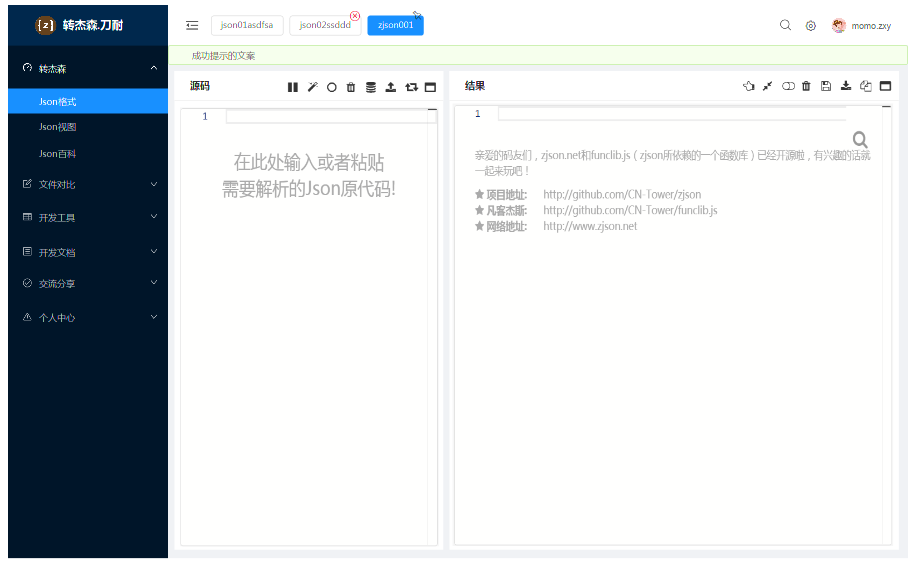 {z} 转杰森.刀耐
json01asdfsa
json02ssddd
zjson001
momo.zxy
成功提示的文案
转杰森
Json格式
Json视图
Json百科
文件对比
开发工具
开发文档
交流分享
个人中心
源码
1
在此处输入或者粘贴
需要解析的Json原代码!
结果
1
亲爱的码友们，zjson.net和funclib.js（zjson所依赖的一个函数库）已经开源啦，有兴趣的话就
一起来玩吧！
项目地址: http://github.com/CN-Tower/zjson
凡客杰斯: http://github.com/CN-Tower/funclib.js
网络地址: http://www.zjson.net